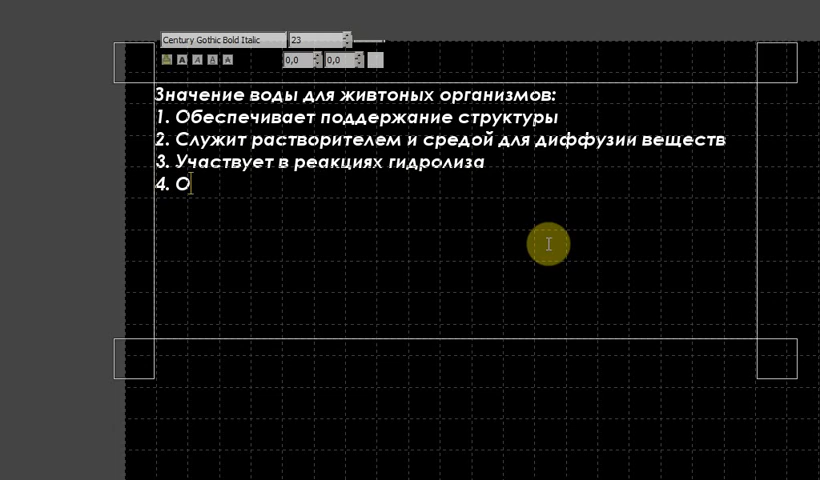 Century Gothic Bold Italic 23
A A A A A 0,0 0,0
Значение воды для живтоных организмов:
1. Обеспечивает поддержание структуры
2. Служит растворителем и средой для диффузии веществ
3. Участвует в реакциях гидролиза
4. О